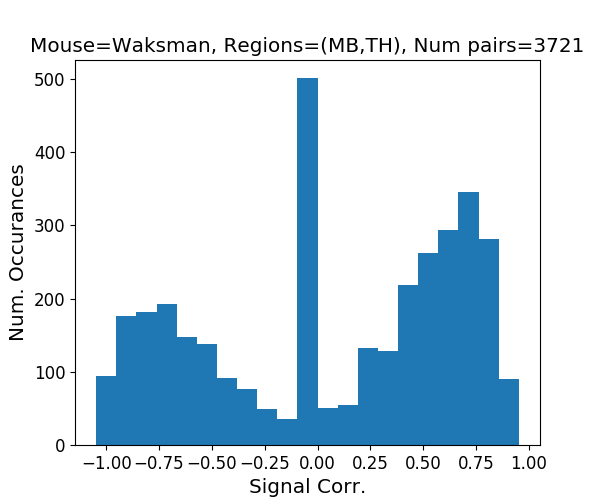 Mouse=Waksman, Regions=(MB,TH), Num pairs=3721
500
400
300
200
100
0
Num. Occurances
−1.00 −0.75 −0.50 −0.25 0.00 0.25 0.50 0.75 1.00
Signal Corr.